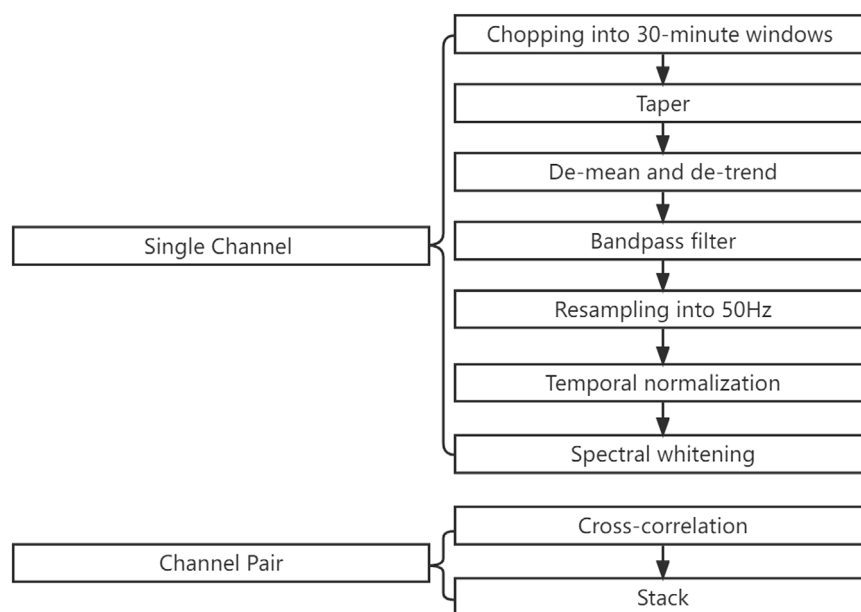 Chopping into 30-minute windows
Taper
De-mean and de-trend
Single Channel
Bandpass filter
Resampling into 50Hz
Temporal normalization
Spectral whitening
Cross-correlation
Channel Pair
Stack